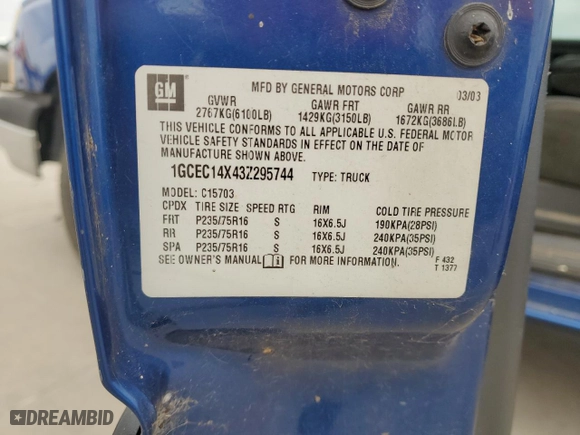 GM
MFD BY GENERAL MOTORS CORP 03/03
GVWR GAWR FRT GAWR RR
2767KG(6100LB) 1429KG(3150LB) 1672KG(3686LB)
THIS VEHICLE CONFORMS TO ALL APPLICABLE U.S. FEDERAL MOTOR
VEHICLE SAFETY STANDARDS IN EFFECT ON THE DATE OF
MANUFACTURE SHOWN ABOVE.
1GCEC14X43Z295744 TYPE: TRUCK
MODEL: C15703
CPDX TIRE SIZE SPEED RTG RIM COLD TIRE PRESSURE
FRT P235/75R16 S 16X6.5J 190KPA(28PSI)
RR P235/75R16 S 16X6.5J 240KPA(35PSI)
SPA P235/75R16 S 16X6.5J 240KPA(35PSI)
SEE OWNER'S MANUAL FOR MORE INFORMATION.
F 432
T 1377
DREAMBID